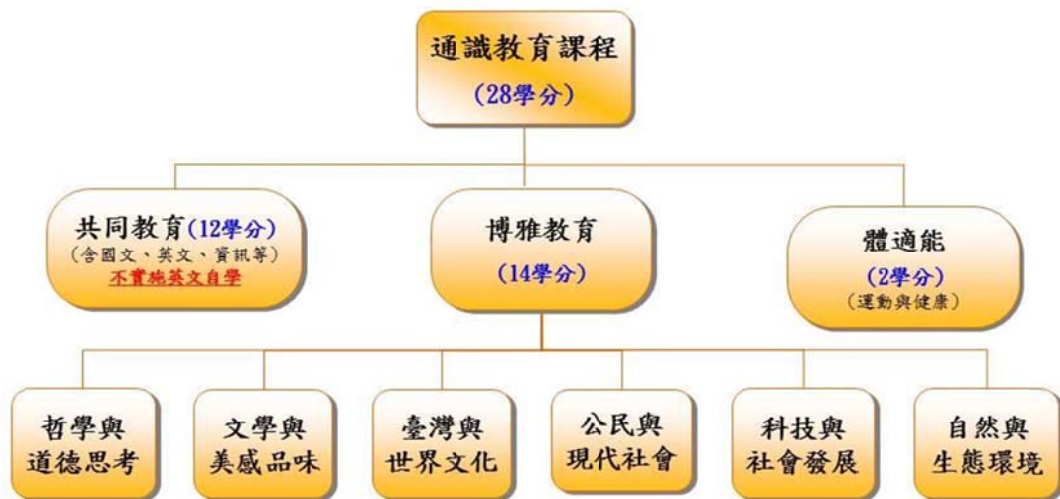 通識教育課程
(28學分)
共同教育(12學分)
(含國文、英文、資訊等)
不實施英文自學
博雅教育
(14學分)
體適能
(2學分)
(運動與健康)
哲學與
道德思考
文學與
美感品味
臺灣與
世界文化
公民與
現代社會
科技與
社會發展
自然與
生態環境